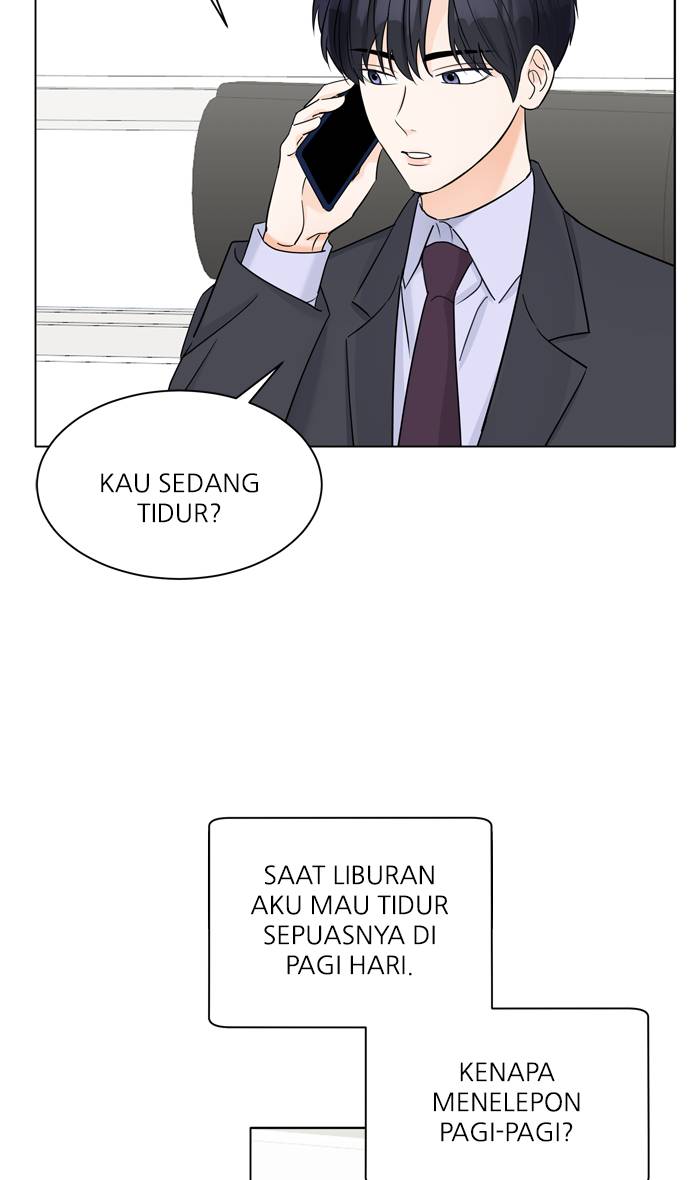 KAU SEDANG
TIDUR?
SAAT LIBURAN
AKU MAU TIDUR
SEPUASNYA DI
PAGI HARI.
KENAPA
MENELEPON
PAGI-PAGI?